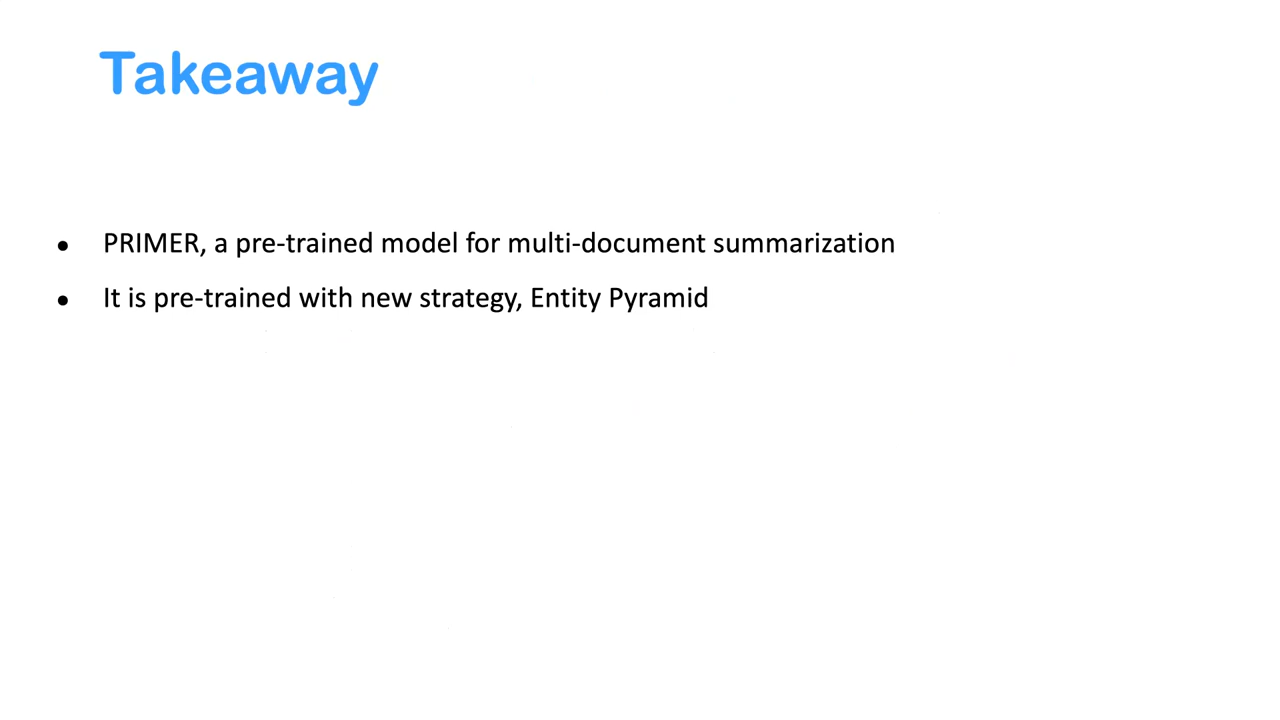 Takeaway
● PRIMER, a pre-trained model for multi-document summarization
● It is pre-trained with new strategy, Entity Pyramid